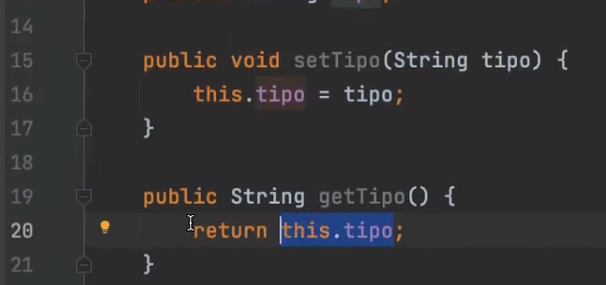 14
15 public void setTipo(String tipo) {
16 this.tipo = tipo;
17 }
18
19 public String getTipo() {
20 return this.tipo;
21 }